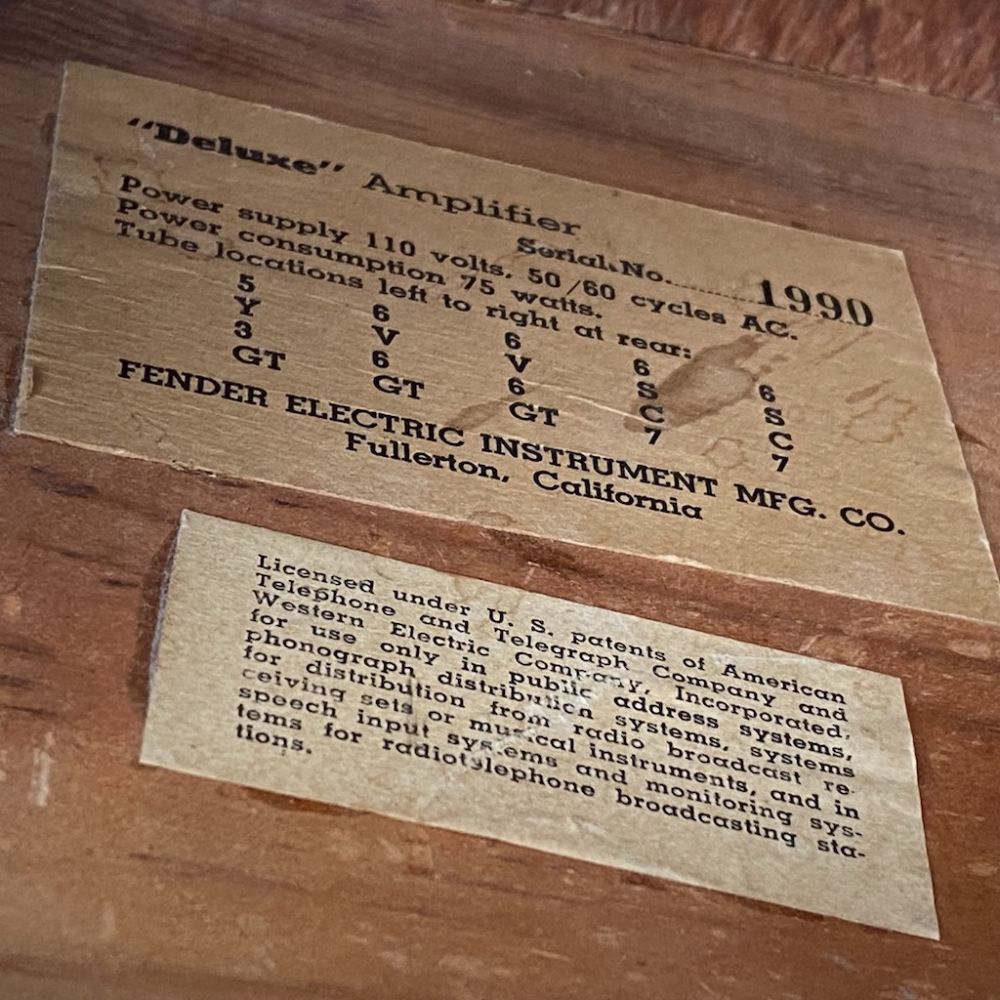 "Deluxe" Amplifier
Serial No. 1990
Power supply 110 volts. 50/60 cycles AC.
Power consumption 75 watts.
Tube locations left to right at rear:
5 6 6 6 6
Y V V S S
3 6 6 C C
GT GT GT 7 7
FENDER ELECTRIC INSTRUMENT MFG. CO.
Fullerton, California
Licensed under U. S. patents of American
Telephone and Telegraph Company and
Western Electric Company, Incorporated,
for use only in public address systems,
phonograph distribution systems, systems
for distribution from radio broadcast re-
ceiving sets or musical instruments, and in
speech input systems and monitoring sys-
tems for radiotelephone broadcasting sta-
tions.